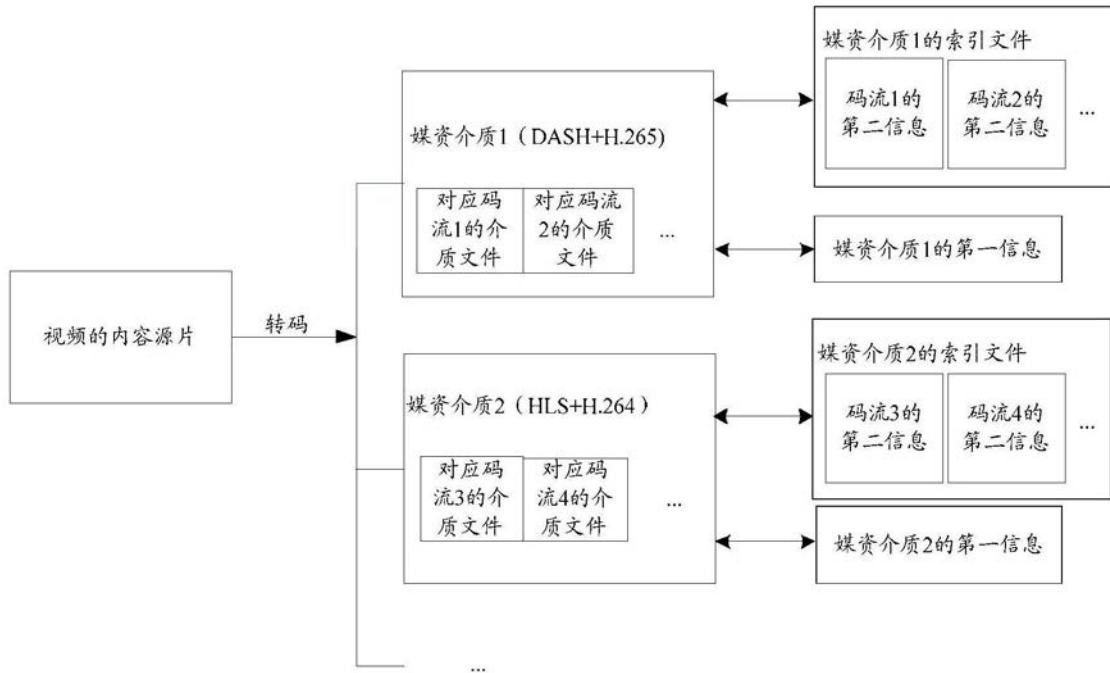 视频的内容源片
转码
媒资介质1（DASH+H.265)
对应码
流1的介
质文件
对应码流
2的介质
文件
...
媒资介质1的索引文件
码流1的
第二信息
码流2的
第二信息
...
媒资介质1的第一信息
媒资介质2（HLS+H.264）
对应码
流3的介
质文件
对应码
流4的介
质文件
...
媒资介质2的索引文件
码流3的
第二信息
码流4的
第二信息
...
媒资介质2的第一信息
...